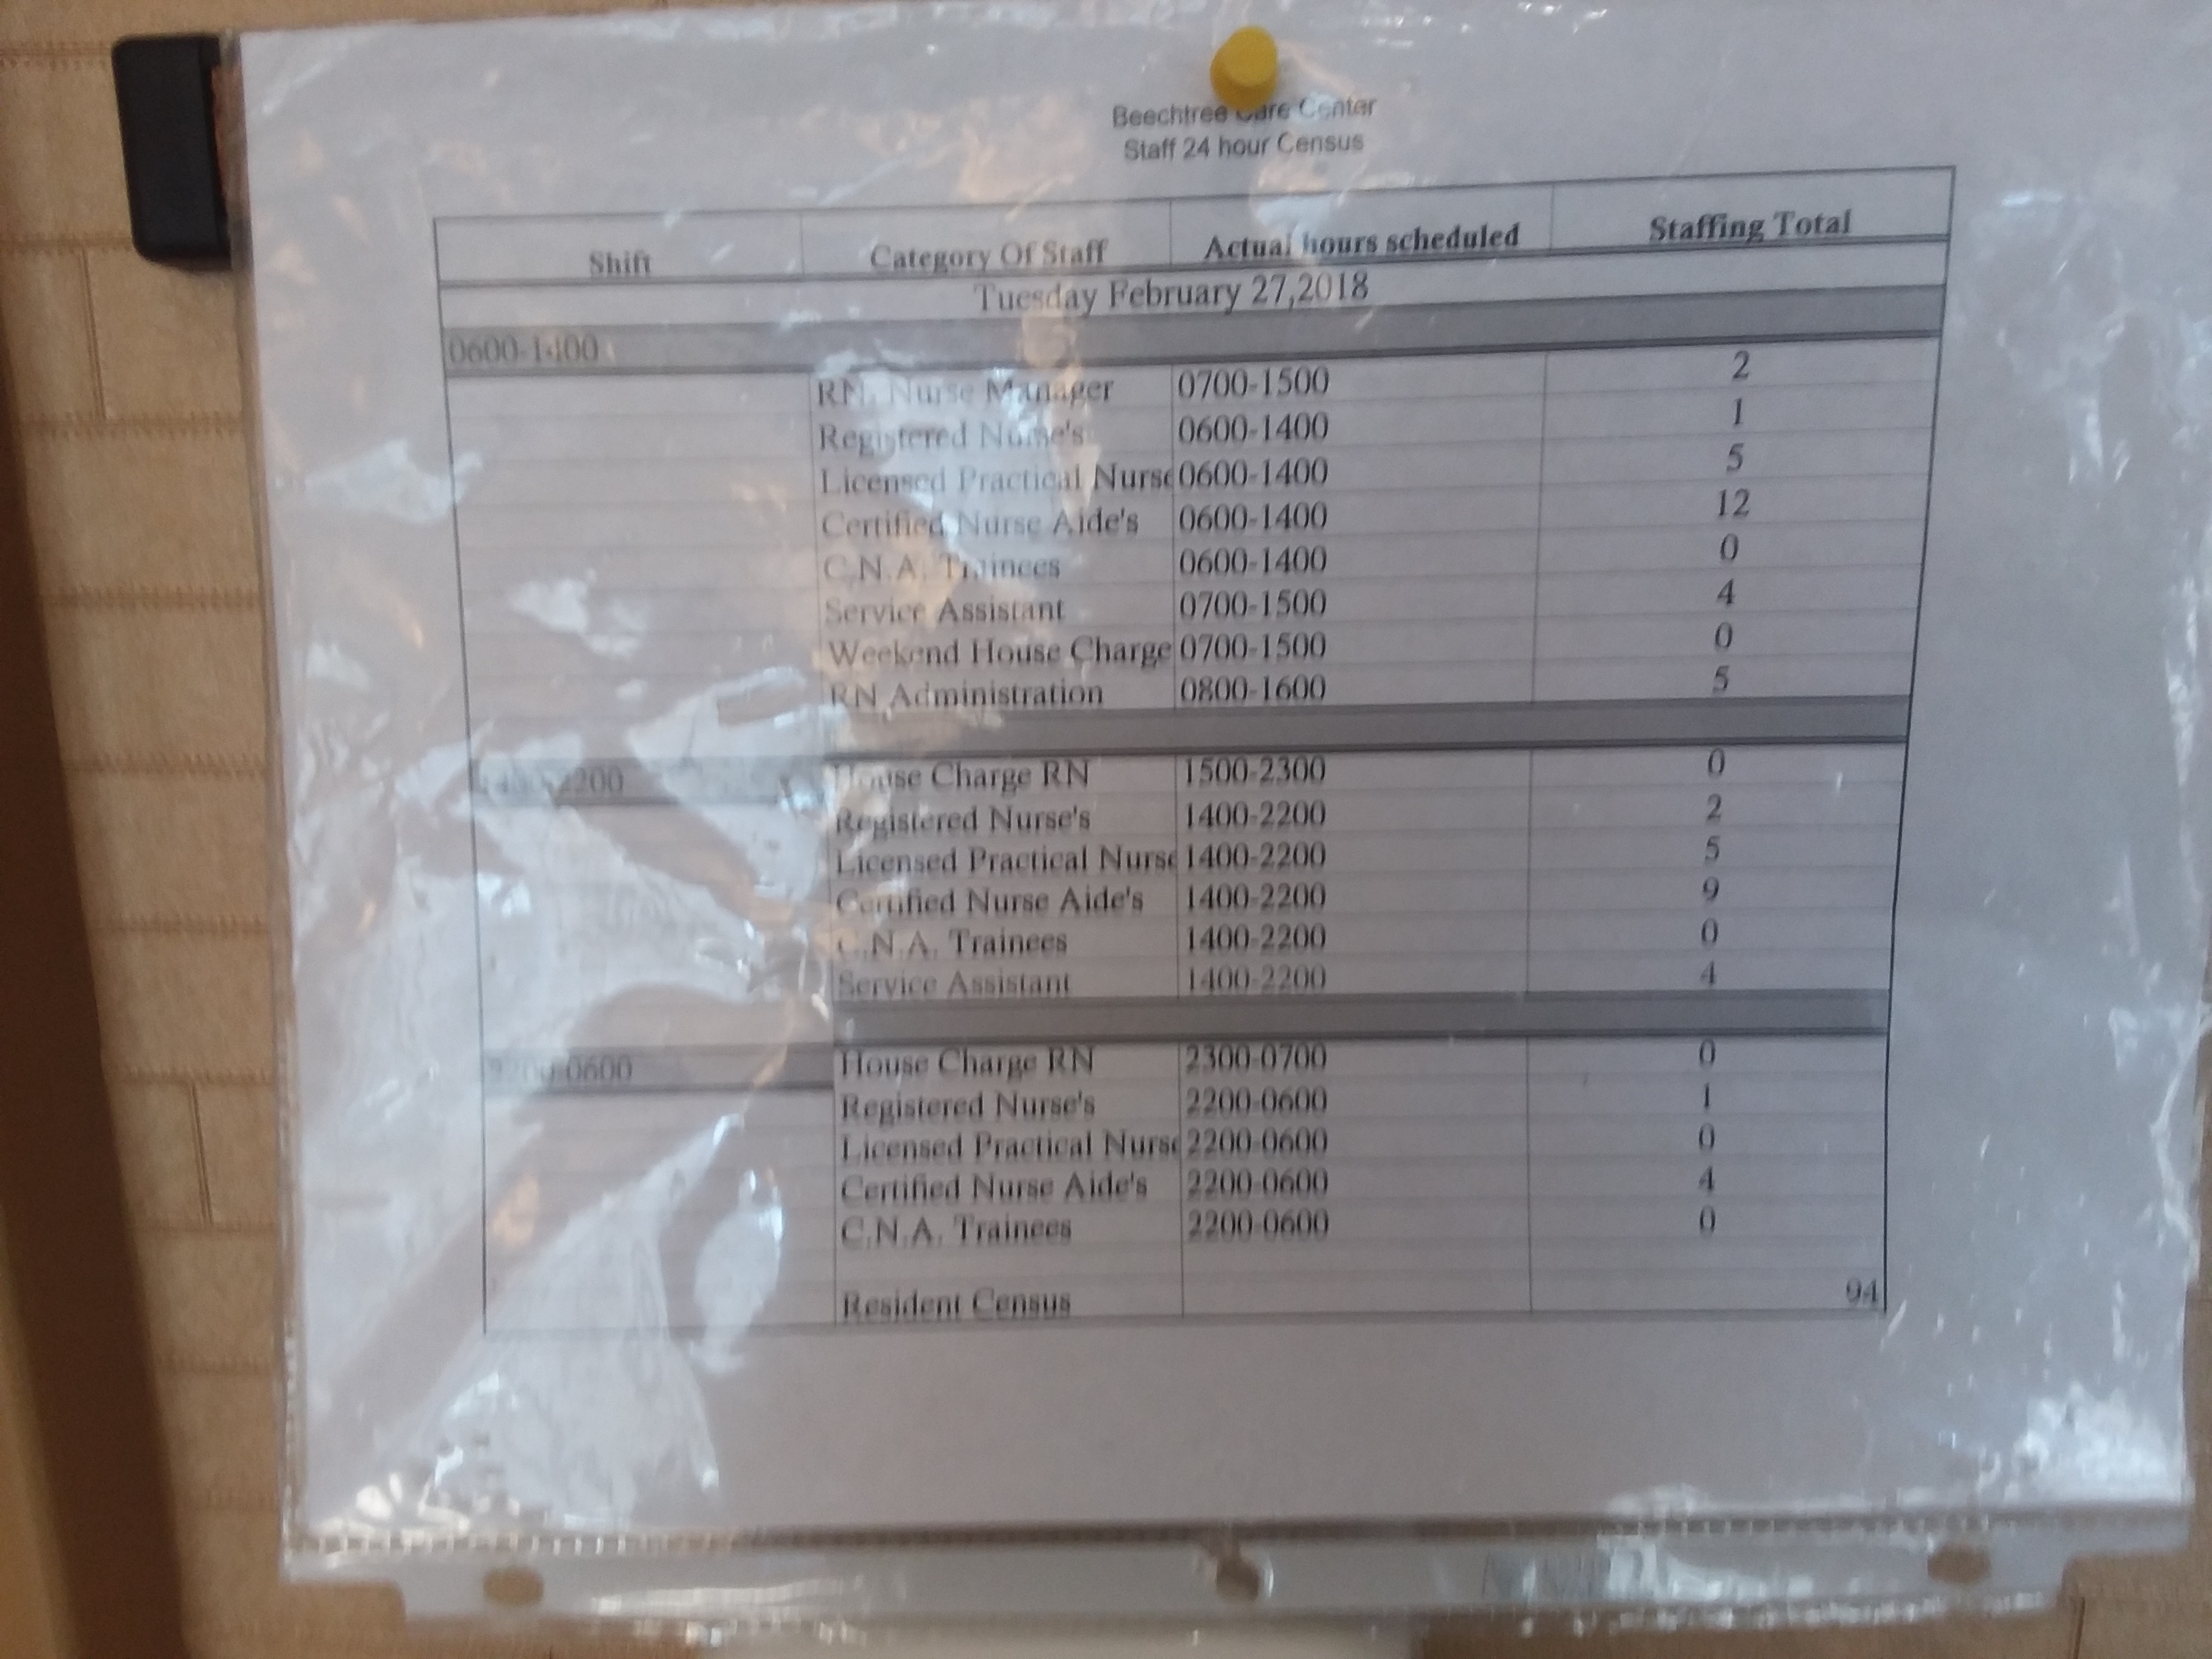 Beechtree Care Center
Staff 24 hour Census
Shift Category Of Staff Actual hours scheduled Staffing Total
Tuesday February 27,2018
0600-1400
RN. Nurse Manager 0700-1500 2
Registered Nurse's 0600-1400 1
Licensed Practical Nurse 0600-1400 5
Certified Nurse Aide's 0600-1400 12
C.N.A. Trainees 0600-1400 0
Service Assistant 0700-1500 4
Weekend House Charge 0700-1500 0
RN Administration 0800-1600 5
1400-2200 House Charge RN 1500-2300 0
Registered Nurse's 1400-2200 2
Licensed Practical Nurse 1400-2200 5
Certified Nurse Aide's 1400-2200 9
C.N.A. Trainees 1400-2200 0
Service Assistant 1400-2200 4
2200-0600 House Charge RN 2300-0700 0
Registered Nurse's 2200-0600 1
Licensed Practical Nurse 2200-0600 0
Certified Nurse Aide's 2200-0600 4
C.N.A. Trainees 2200-0600 0
Resident Census 94